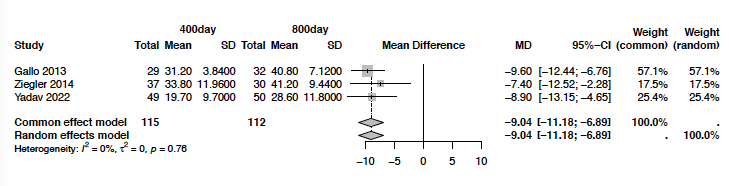 400day 800day Weight Weight
Study Total Mean SD Total Mean SD Mean Difference MD 95%-CI (common) (random)
Gallo 2013 29 31.20 3.8400 32 40.80 7.1200 -9.60 [-12.44; -6.76] 57.1% 57.1%
Ziegler 2014 37 33.80 11.9600 30 41.20 9.4400 -7.40 [-12.52; -2.28] 17.5% 17.5%
Yadav 2022 49 19.70 9.7000 50 28.60 11.8000 -8.90 [-13.15; -4.65] 25.4% 25.4%
Common effect model 115 112 -9.04 [-11.18; -6.89] 100.0% .
Random effects model -9.04 [-11.18; -6.89] . 100.0%
Heterogeneity: I² = 0%, τ² = 0, p = 0.76
-10 -5 0 5 10